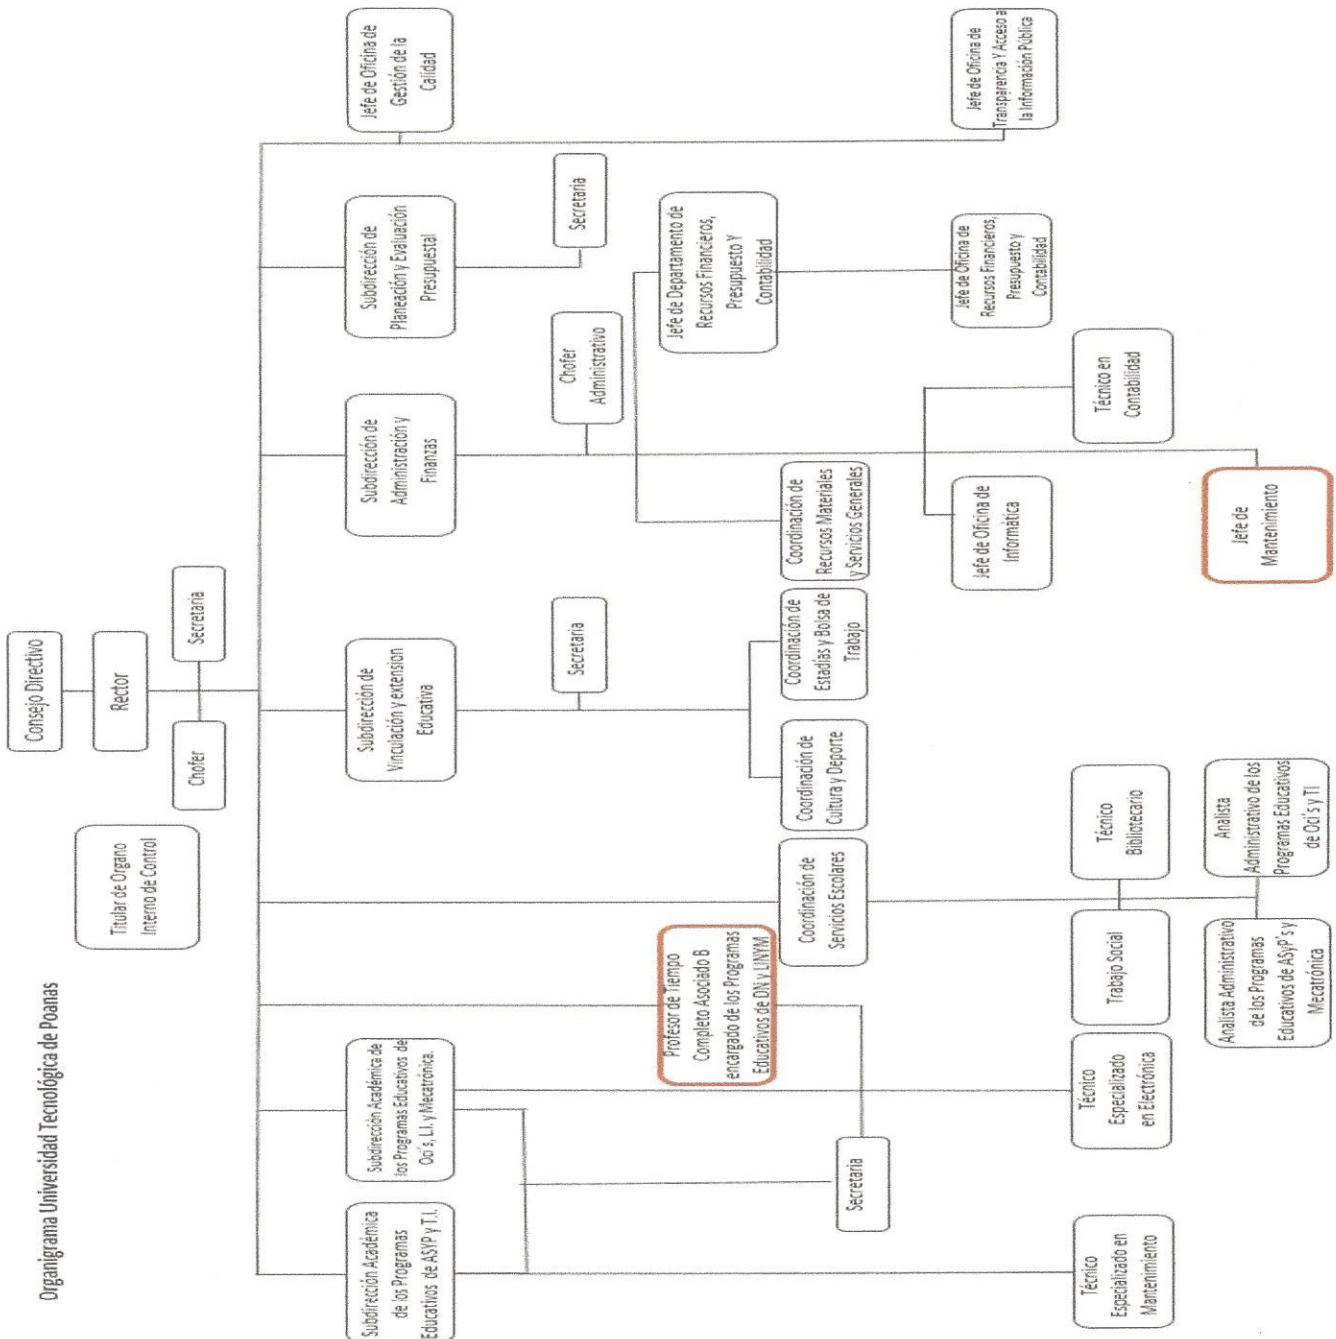 Organigrama Universidad Tecnológica de Poanas
Consejo Directivo
Rector
Chofer
Secretaria
Titular de Organo
Interno de Control
Subdirección Académica
de los Programas
Educativos de ASYP y T.I.
Subdirección Académica de
los Programas Educativos de
Oci´s, L.I. y Mecatrónica.
Subdirección de
Vinculación y extension
Educativa
Subdirección de
Administración y
Finanzas
Subdirección de
Planeación y Evaluación
Presupuestal
Jefe de Oficina de
Gestión de la
Calidad
Secretaria
Chofer
Administrativo
Secretaria
Profesor de Tiempo
Completo Asociado B
encargado de los Programas
Educativos de DN y LINYM
Jefe de Departamento de
Recursos Financieros,
Presupuesto Y
Contabilidad
Coordinación de
Servicios Escolares
Coordinación de
Cultura y Deporte
Coordinación de
Estadías y Bolsa de
Trabajo
Coordinación de
Recursos Materiales
y Servicios Generales
Secretaria
Jefe de Oficina de
Informática
Jefe de Oficina de
Recursos Financieros,
Presupuesto y
Contabilidad
Jefe de Oficina de
Transparencia Y Acceso a
la Información Pública
Técnico
Especializado en
Mantenimiento
Técnico
Especializado
en Electrónica
Trabajo Social
Técnico
Bibliotecario
Técnico en
Contabilidad
Analista Administrativo
de los Programas
Educativos de ASyP´s y
Mecatrónica
Analista
Administrativo de los
Programas Educativos
de Oci´s y TI
Jefe de
Mantenimiento